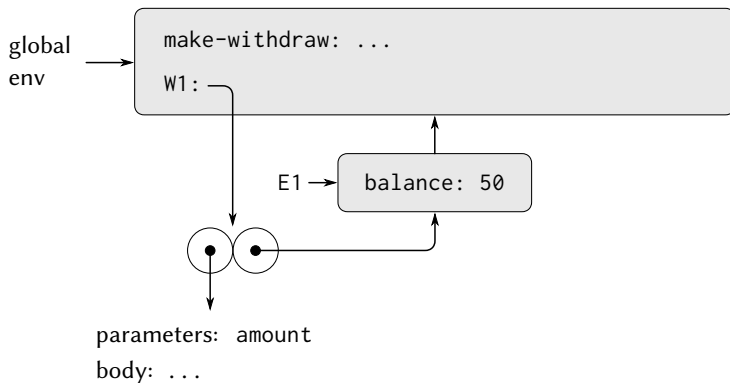 global
env
make-withdraw: ...
W1:
E1
balance: 50
parameters: amount
body: ...